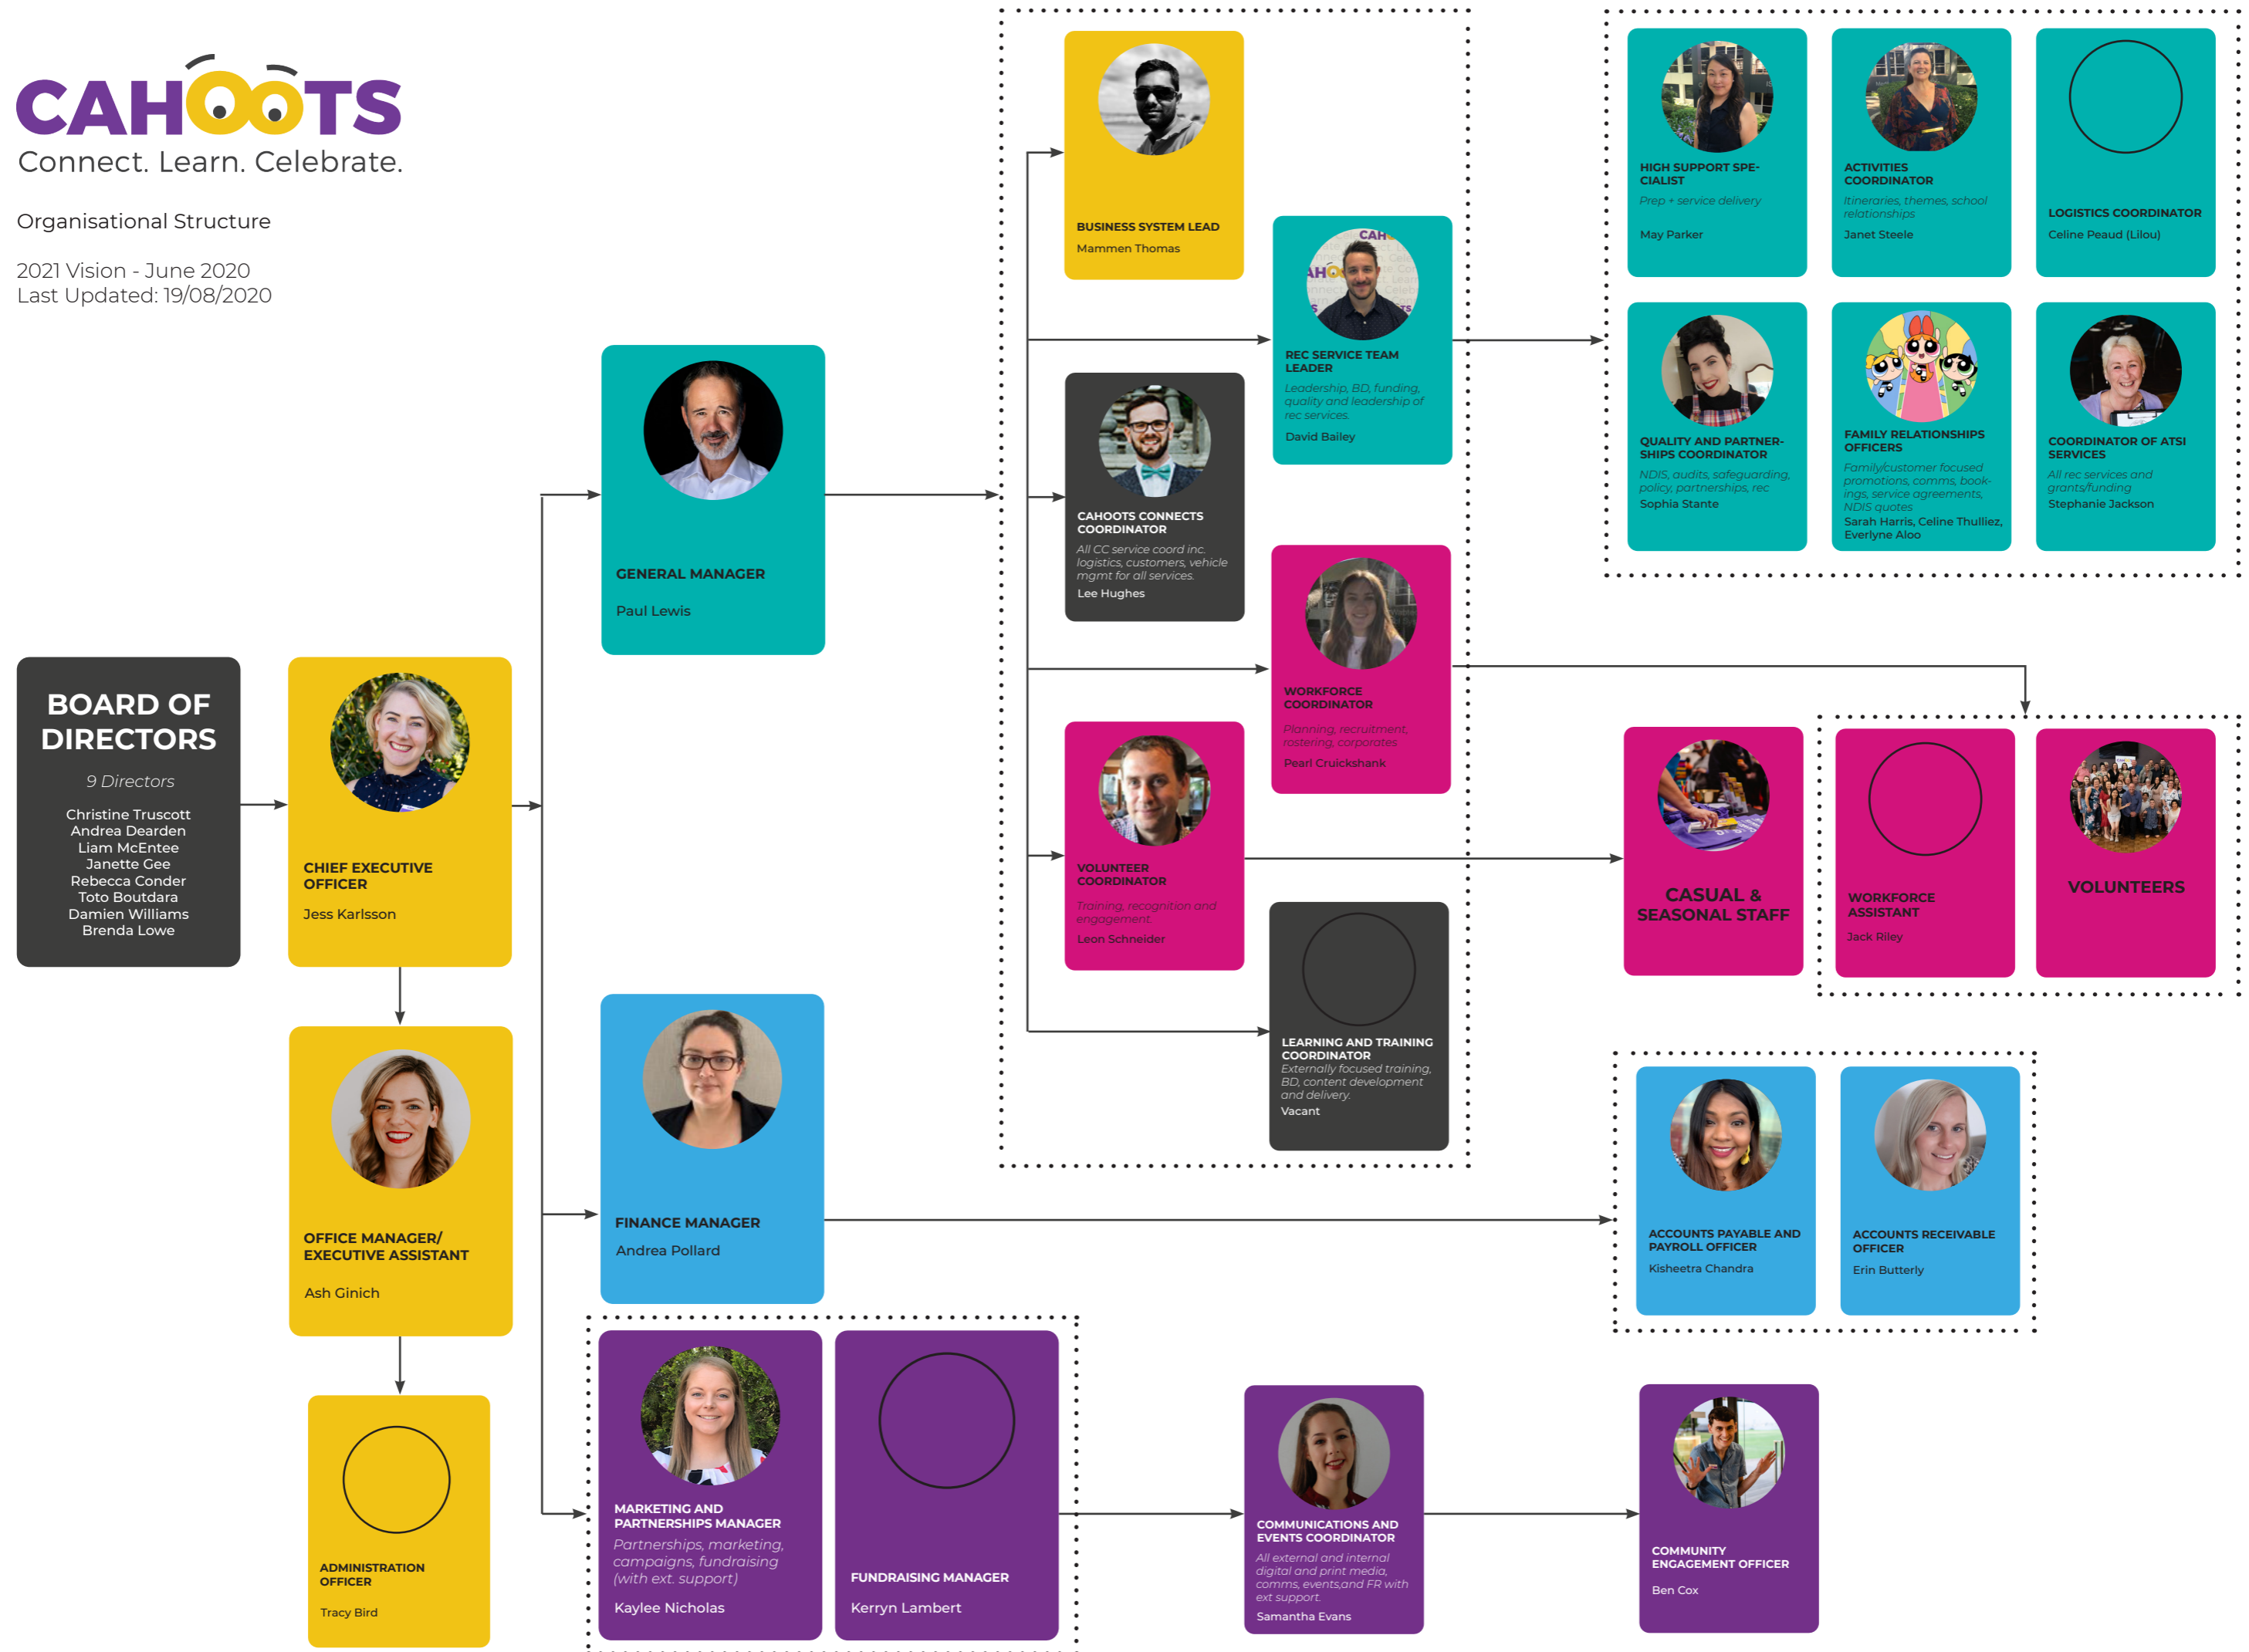 CAHOOTS
Connect. Learn. Celebrate.
Organisational Structure
2021 Vision - June 2020
Last Updated: 19/08/2020
BOARD OF
DIRECTORS
9 Directors
Christine Truscott
Andrea Dearden
Liam McEntee
Janette Gee
Rebecca Conder
Toto Boutdara
Damien Williams
Brenda Lowe
CHIEF EXECUTIVE
OFFICER
Jess Karlsson
OFFICE MANAGER/
EXECUTIVE ASSISTANT
Ash Ginich
ADMINISTRATION
OFFICER
Tracy Bird
GENERAL MANAGER
Paul Lewis
FINANCE MANAGER
Andrea Pollard
MARKETING AND
PARTNERSHIPS MANAGER
Partnerships, marketing,
campaigns, fundraising
(with ext. support)
Kaylee Nicholas
FUNDRAISING MANAGER
Kerryn Lambert
BUSINESS SYSTEM LEAD
Mammen Thomas
REC SERVICE TEAM
LEADER
Leadership, BD, funding,
quality and leadership of
rec services.
David Bailey
CAHOOTS CONNECTS
COORDINATOR
All CC service coord inc.
logistics, customers, vehicle
mgmt for all services.
Lee Hughes
WORKFORCE
COORDINATOR
Planning, recruitment,
rostering, corporates
Pearl Cruickshank
VOLUNTEER
COORDINATOR
Training, recognition and
engagement.
Leon Schneider
LEARNING AND TRAINING
COORDINATOR
Externally focused training,
BD, content development
and delivery.
Vacant
HIGH SUPPORT SPE-
CIALIST
Prep + service delivery
May Parker
ACTIVITIES
COORDINATOR
Itineraries, themes, school
relationships
Janet Steele
LOGISTICS COORDINATOR
Celine Peaud (Lilou)
QUALITY AND PARTNER-
SHIPS COORDINATOR
NDIS, audits, safeguarding,
policy, partnerships, rec
Sophia Stante
FAMILY RELATIONSHIPS
OFFICERS
Family/customer focused
promotions, comms, book-
ings, service agreements,
NDIS quotes
Sarah Harris, Celine Thulliez,
Everlyne Aloo
COORDINATOR OF ATSI
SERVICES
All rec services and
grants/funding
Stephanie Jackson
CASUAL &
SEASONAL STAFF
WORKFORCE
ASSISTANT
Jack Riley
VOLUNTEERS
ACCOUNTS PAYABLE AND
PAYROLL OFFICER
Kisheetra Chandra
ACCOUNTS RECEIVABLE
OFFICER
Erin Butterly
COMMUNICATIONS AND
EVENTS COORDINATOR
All external and internal
digital and print media,
comms, events,and FR with
ext support.
Samantha Evans
COMMUNITY
ENGAGEMENT OFFICER
Ben Cox